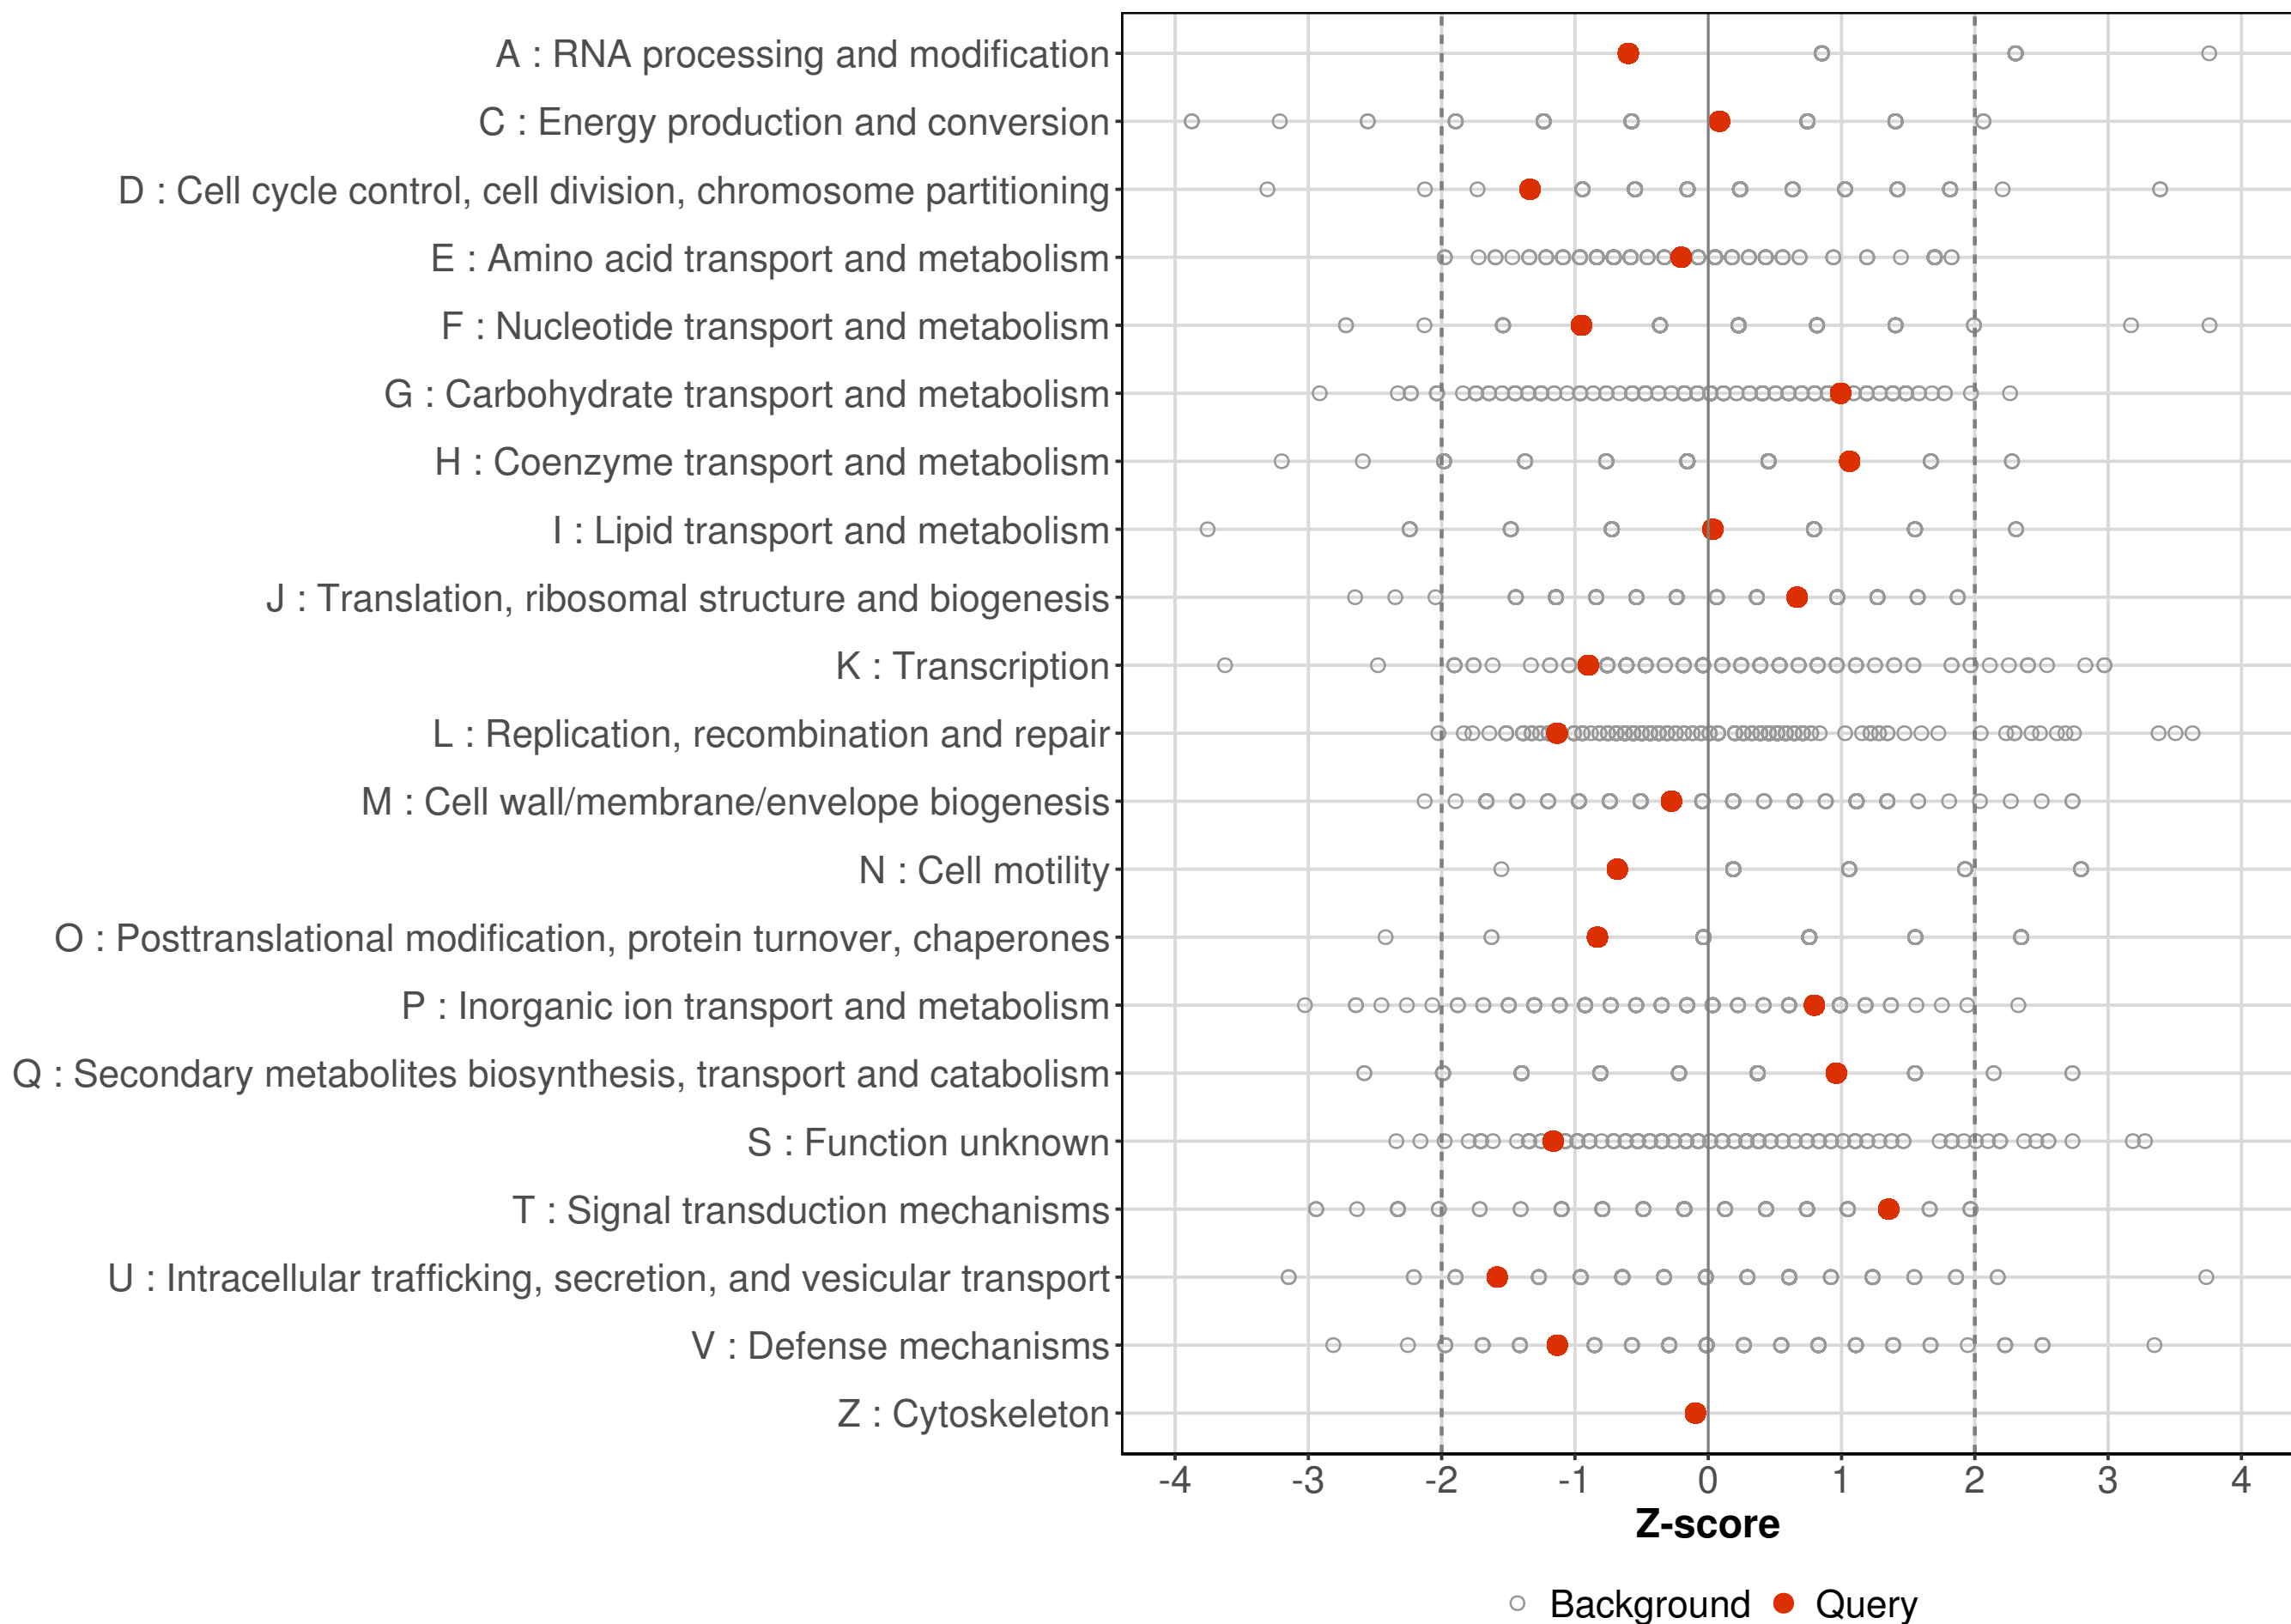 A : RNA processing and modification
C : Energy production and conversion
D : Cell cycle control, cell division, chromosome partitioning
E : Amino acid transport and metabolism
F : Nucleotide transport and metabolism
G : Carbohydrate transport and metabolism
H : Coenzyme transport and metabolism
I : Lipid transport and metabolism
J : Translation, ribosomal structure and biogenesis
K : Transcription
L : Replication, recombination and repair
M : Cell wall/membrane/envelope biogenesis
N : Cell motility
O : Posttranslational modification, protein turnover, chaperones
P : Inorganic ion transport and metabolism
Q : Secondary metabolites biosynthesis, transport and catabolism
S : Function unknown
T : Signal transduction mechanisms
U : Intracellular trafficking, secretion, and vesicular transport
V : Defense mechanisms
Z : Cytoskeleton
-4 -3 -2 -1 0 1 2 3 4
Z-score
Background Query